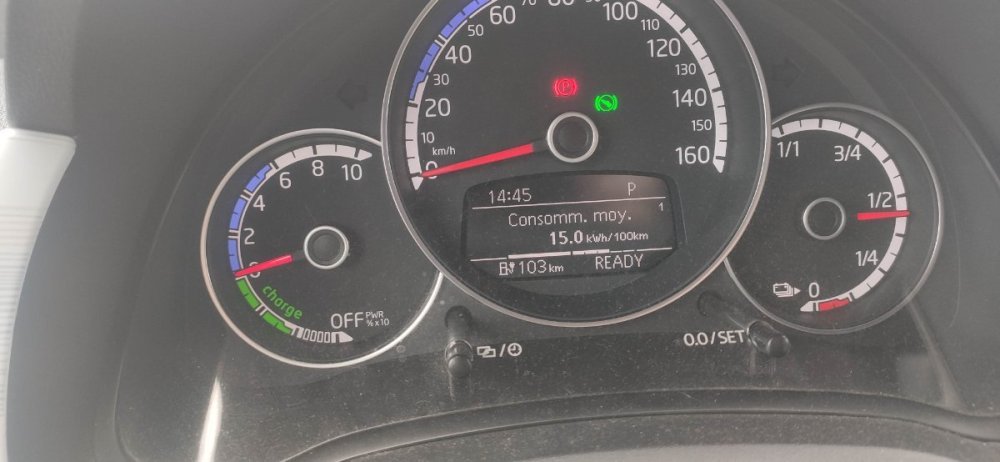 0
10
20
30
40
50
60
%
80
100
110
120
130
140
150
160
km/h
P
0
2
4
6
8
10
charge
OFF PWR
% x 10
14:45 P
Consomm. moy. 1
15.0 kWh/100km
103 km READY
1/1
3/4
1/2
1/4
0
0.0/SET